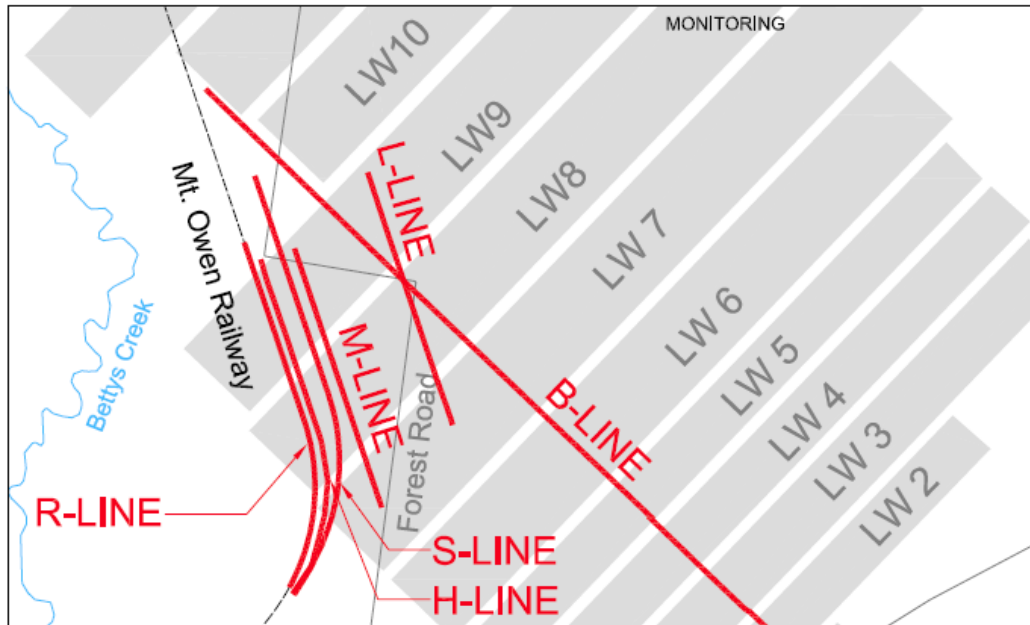 MONITORING
LW10
LW9
LW8
LW 7
LW 6
LW 5
LW 4
LW 3
LW 2
L-LINE
Mt. Owen Railway
Bettys Creek
M-LINE
Forest Road
B-LINE
R-LINE
S-LINE
H-LINE